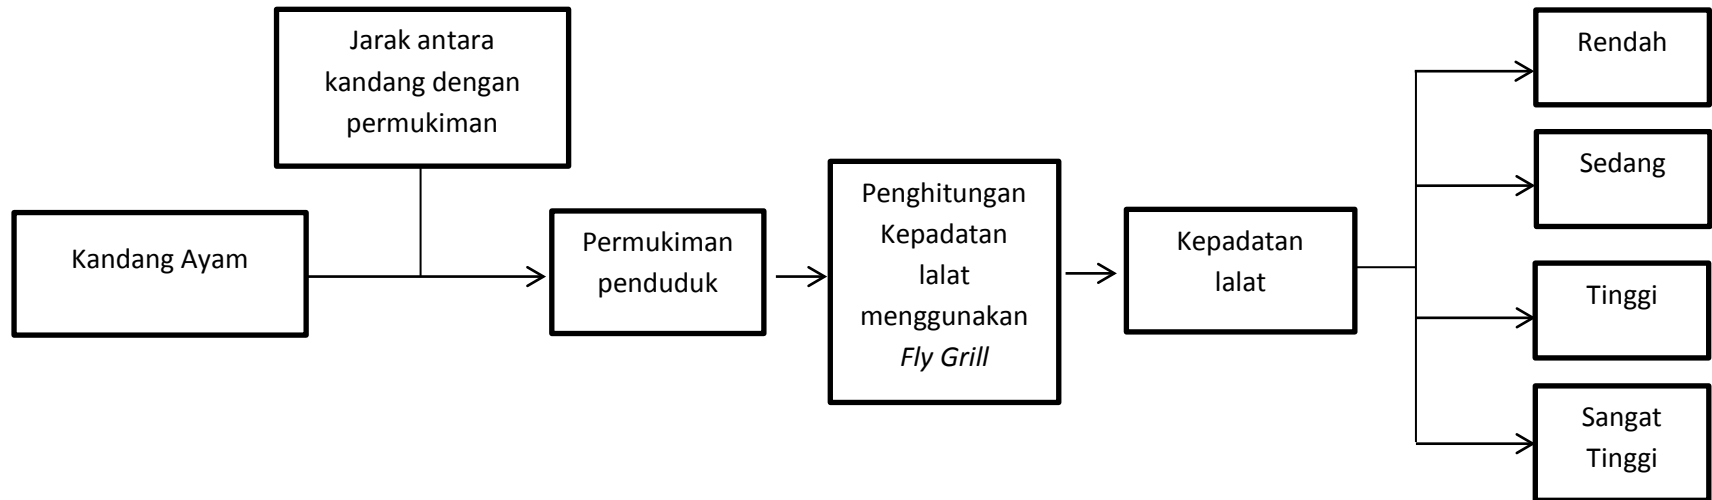 Jarak antara
kandang dengan
permukiman
Kandang Ayam
Permukiman
penduduk
Penghitungan
Kepadatan
lalat
menggunakan
Fly Grill
Kepadatan
lalat
Rendah
Sedang
Tinggi
Sangat
Tinggi